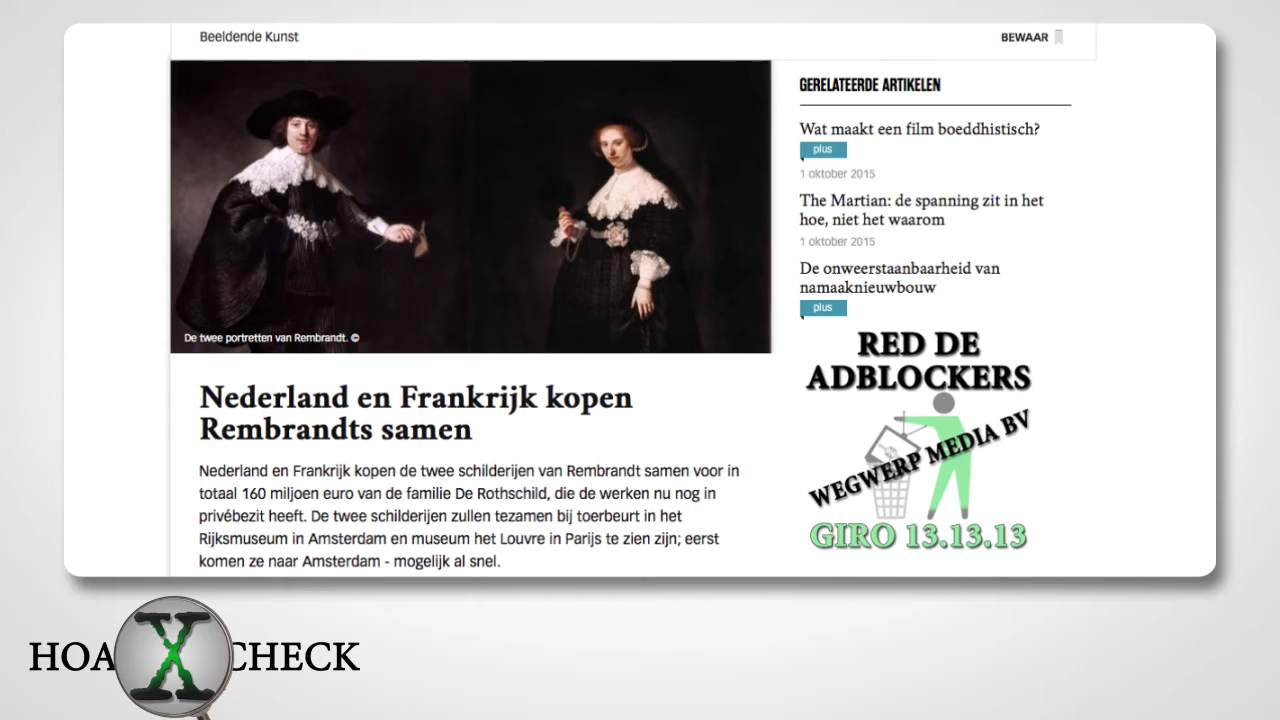 Beeldende Kunst
BEWAAR
De twee portretten van Rembrandt. ©
Nederland en Frankrijk kopen
Rembrandts samen
Nederland en Frankrijk kopen de twee schilderijen van Rembrandt samen voor in
totaal 160 miljoen euro van de familie De Rothschild, die de werken nu nog in
privébezit heeft. De twee schilderijen zullen tezamen bij toerbeurt in het
Rijksmuseum in Amsterdam en museum het Louvre in Parijs te zien zijn; eerst
komen ze naar Amsterdam - mogelijk al snel.
GERELATEERDE ARTIKELEN
Wat maakt een film boeddhistisch?
plus
1 oktober 2015
The Martian: de spanning zit in het
hoe, niet het waarom
1 oktober 2015
De onweerstaanbaarheid van
namaaknieuwbouw
plus
RED DE
ADBLOCKERS
WEGWERP MEDIA BV
GIRO 13.13.13
HOAXCHECK